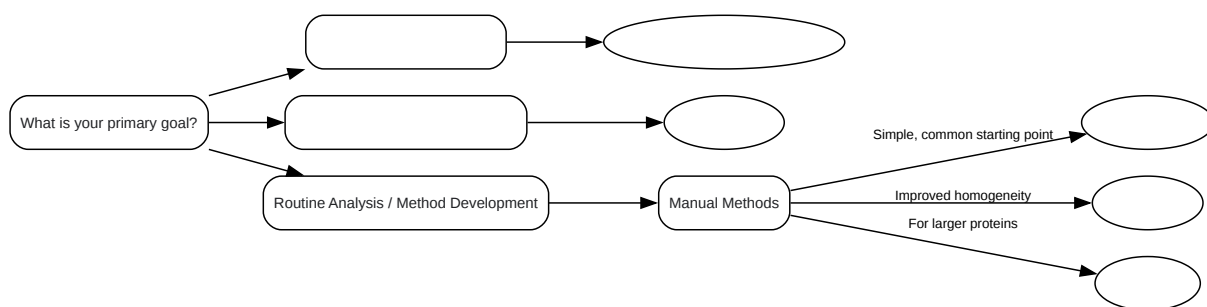 What is your primary goal?
Simple, common starting point
Routine Analysis / Method Development
Manual Methods
Improved homogeneity
For larger proteins